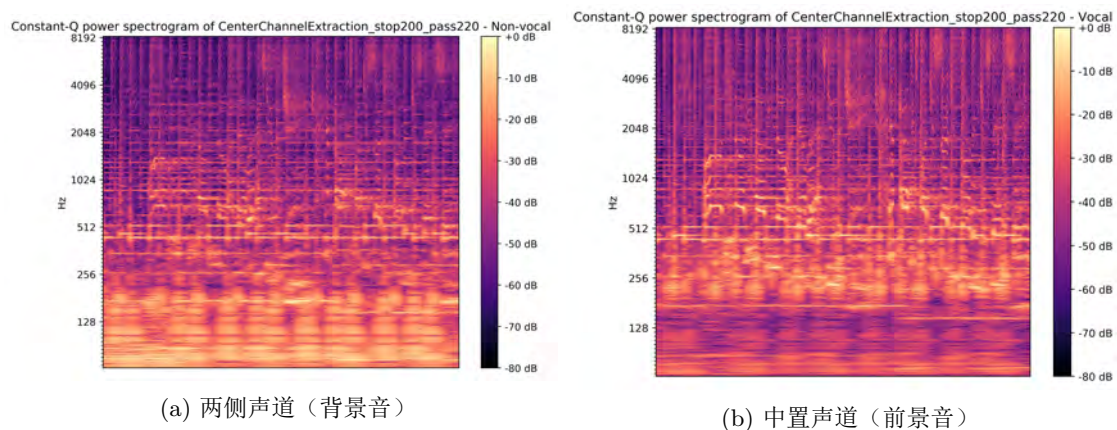 Constant-Q power spectrogram of CenterChannelExtraction_stop200_pass220 - Non-vocal
8192
4096
2048
1024
512
256
128
Hz
+0 dB
-10 dB
-20 dB
-30 dB
-40 dB
-50 dB
-60 dB
-70 dB
-80 dB
(a) 两侧声道（背景音）
Constant-Q power spectrogram of CenterChannelExtraction_stop200_pass220 - Vocal
8192
4096
2048
1024
512
256
128
Hz
+0 dB
-10 dB
-20 dB
-30 dB
-40 dB
-50 dB
-60 dB
-70 dB
-80 dB
(b) 中置声道（前景音）